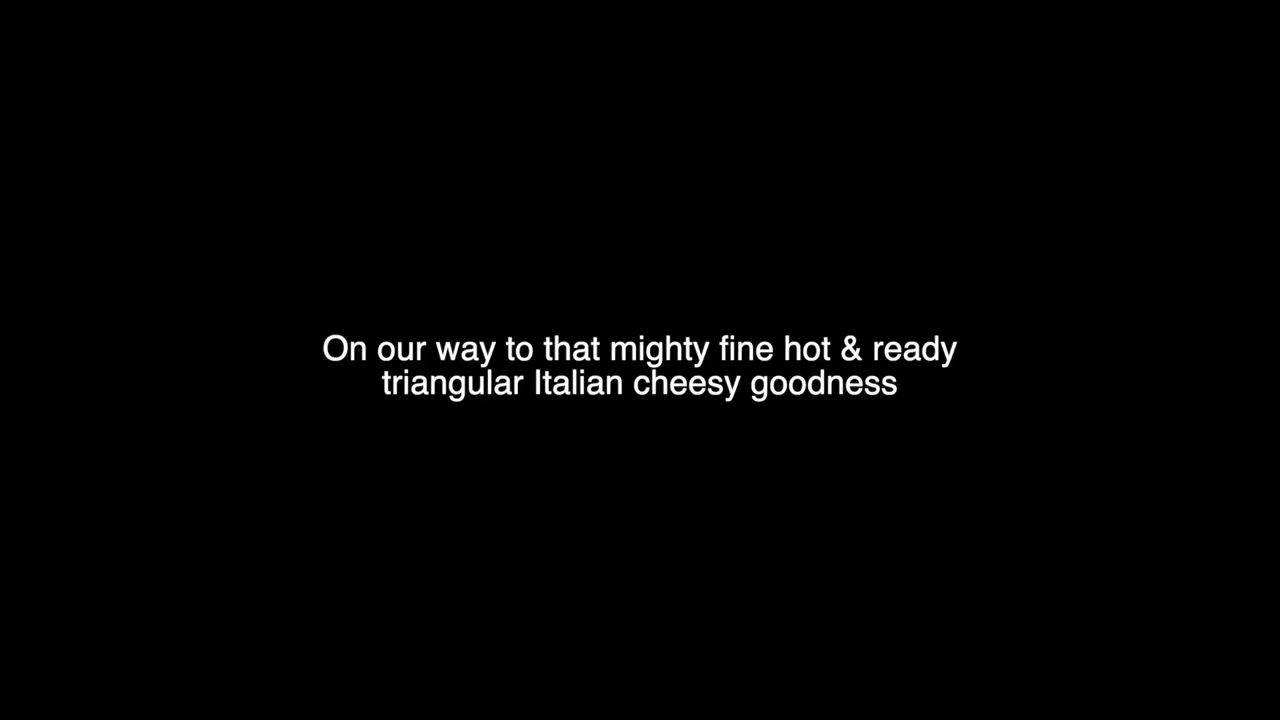 On our way to that mighty fine hot & ready
triangular Italian cheesy goodness